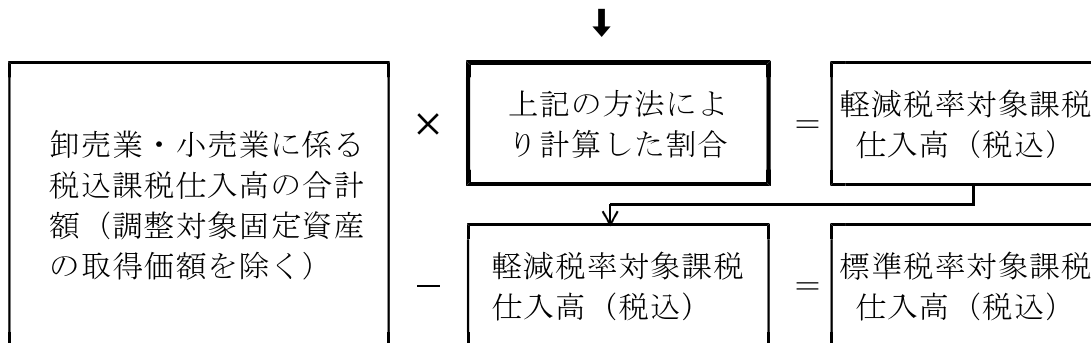 卸売業・小売業に係る
税込課税仕入高の合計
額（調整対象固定資産
の取得価額を除く）
×
上記の方法によ
り計算した割合
＝
軽減税率対象課税
仕入高（税込）
－
軽減税率対象課税
仕入高（税込）
＝
標準税率対象課税
仕入高（税込）